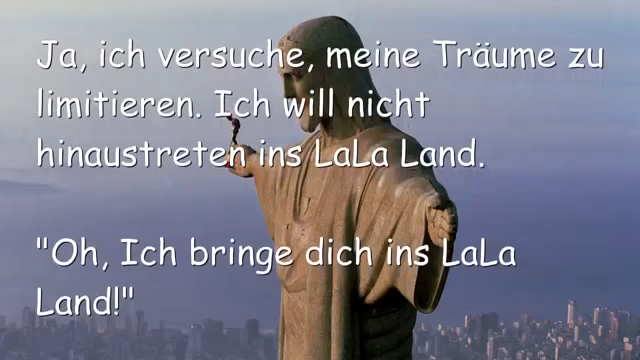 Ja, ich versuche, meine Träume zu
limitieren. Ich will nicht
hinaustreten ins LaLa Land.
"Oh, Ich bringe dich ins LaLa
Land!"